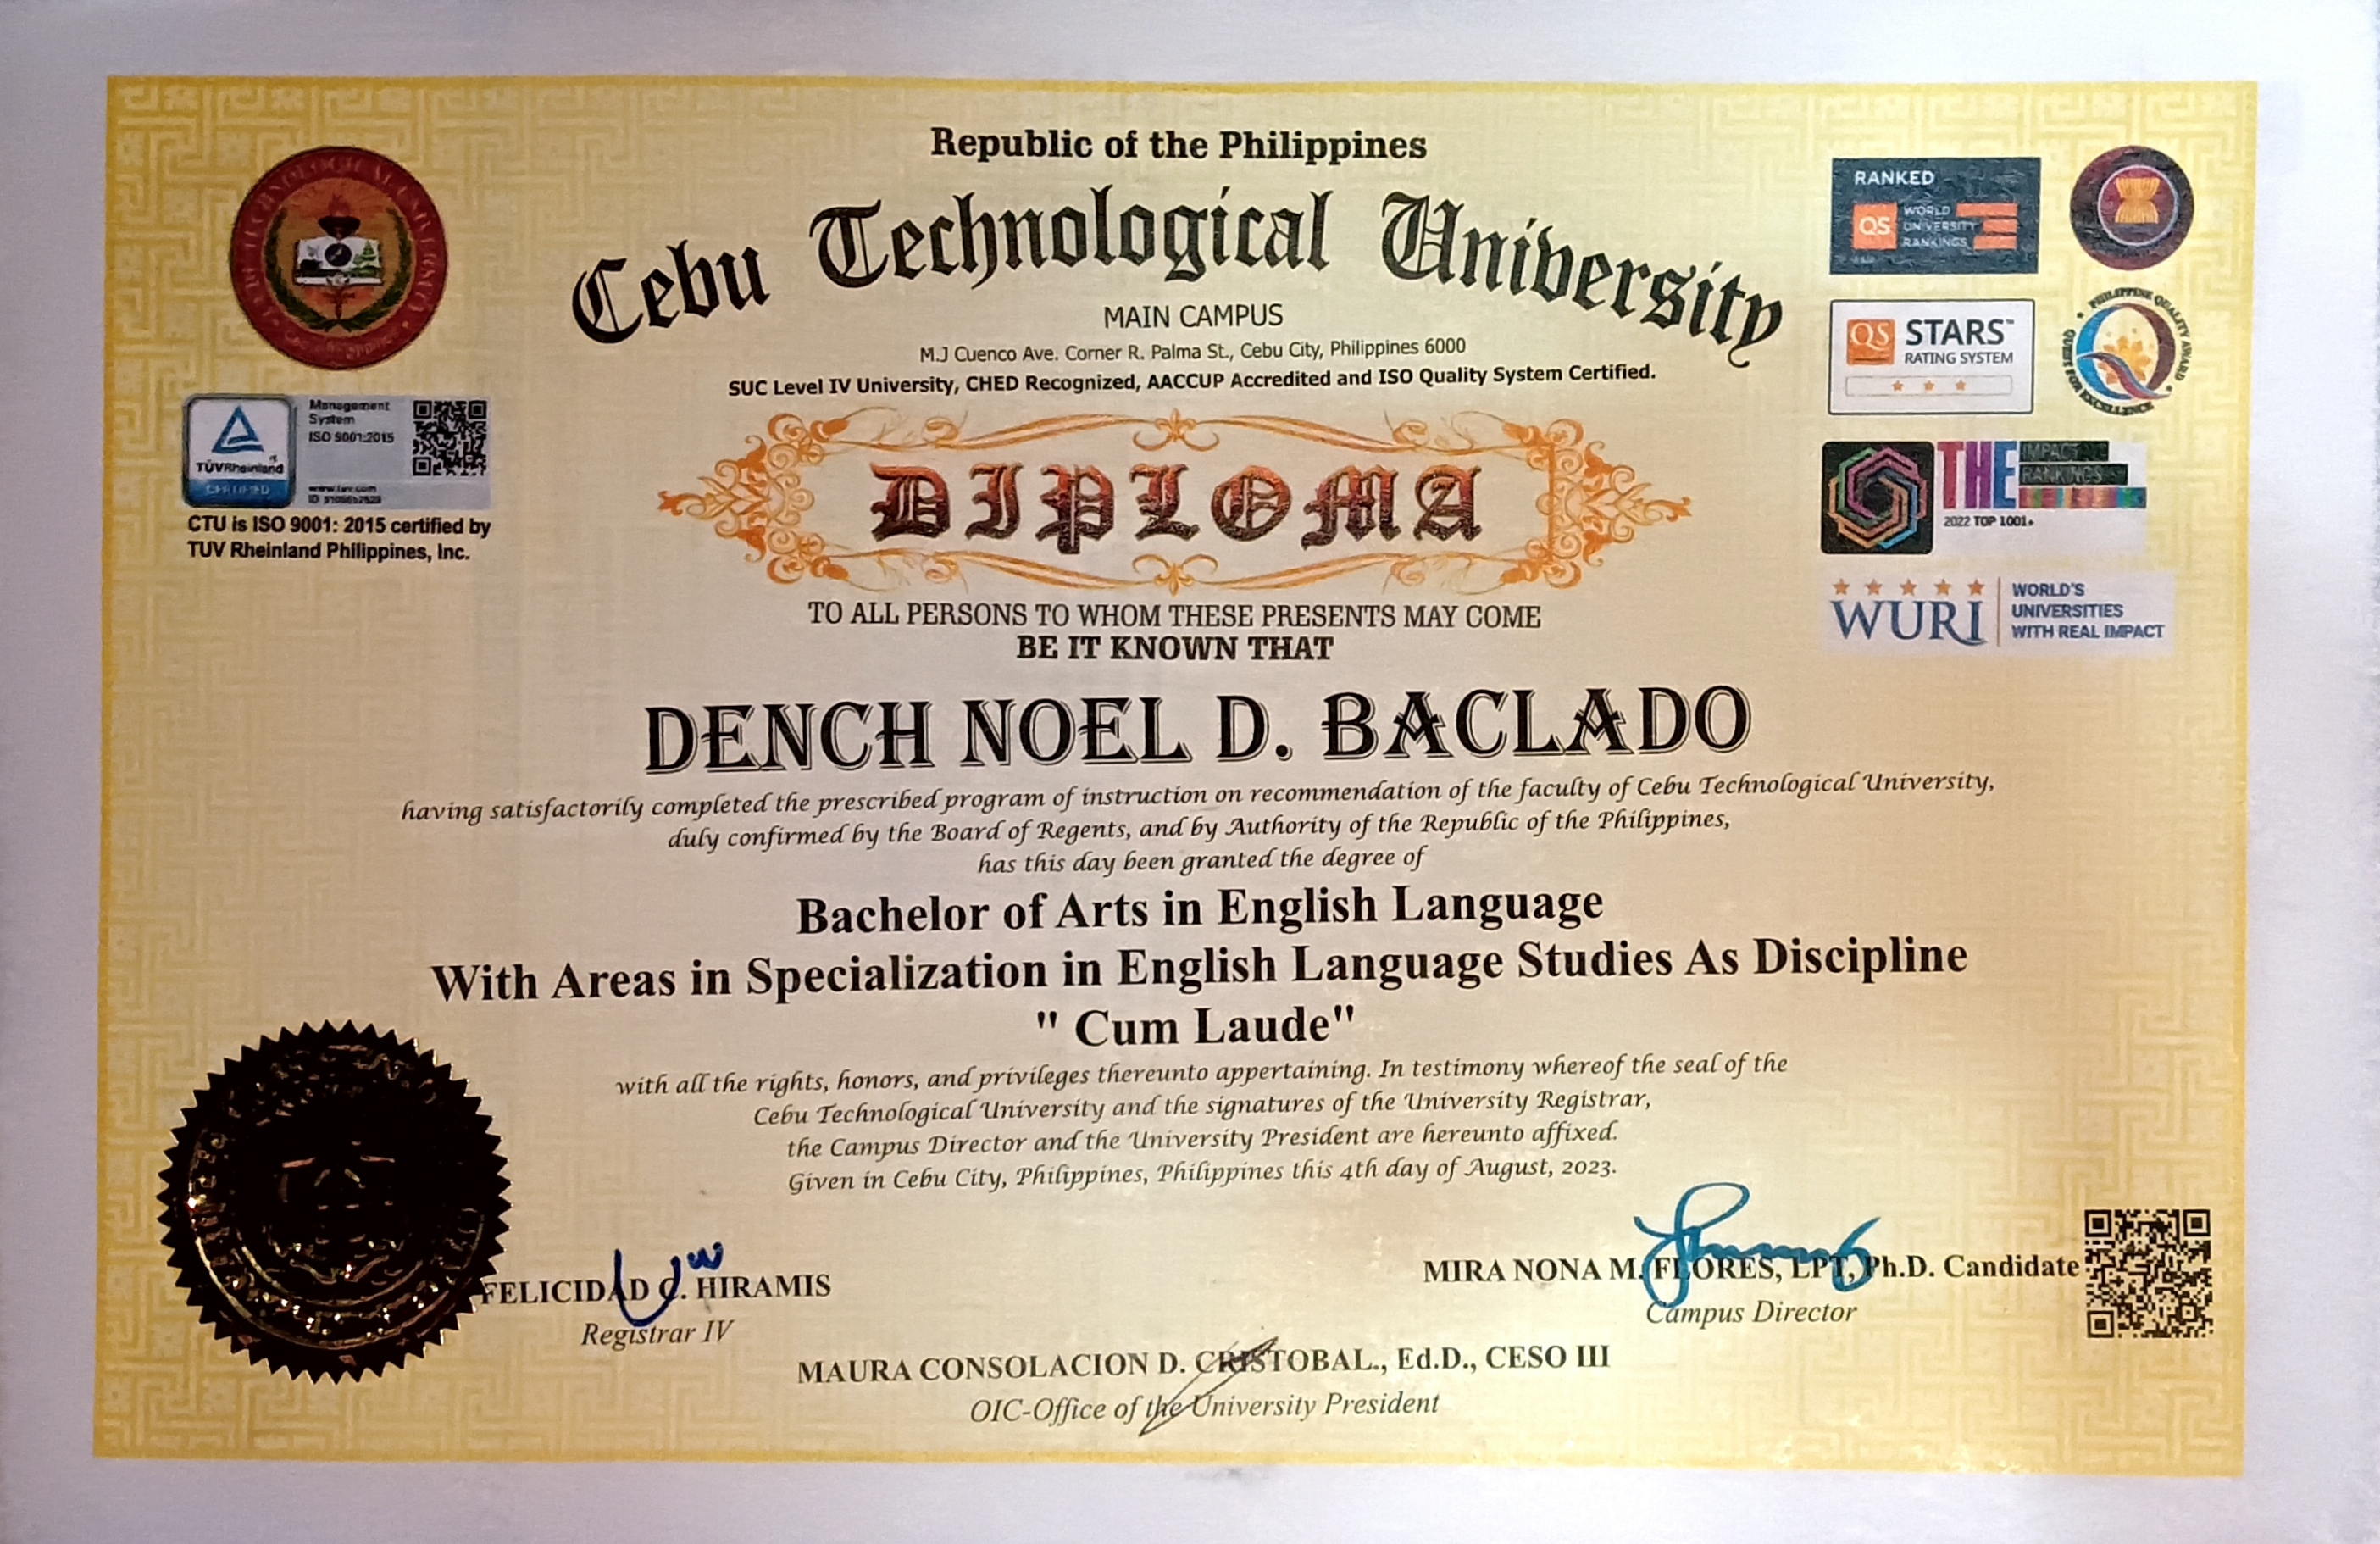 Republic of the Philippines
Cebu Technological University
MAIN CAMPUS
M.J Cuenco Ave. Corner R. Palma St., Cebu City, Philippines 6000
SUC Level IV University, CHED Recognized, AACCUP Accredited and ISO Quality System Certified.
TÜVRheinland
CERTIFIED
Management
System
ISO 9001:2015
www.tuv.com
CTU is ISO 9001: 2015 certified by
TUV Rheinland Philippines, Inc.
RANKED
QS WORLD
UNIVERSITY
RANKINGS
QS STARS™
RATING SYSTEM
PHILIPPINE QUALITY AWARD
QUEST FOR EXCELLENCE
THE IMPACT
RANKINGS
2022 TOP 1001+
WURI
WORLD'S
UNIVERSITIES
WITH REAL IMPACT
DIPLOMA
TO ALL PERSONS TO WHOM THESE PRESENTS MAY COME
BE IT KNOWN THAT
DENCH NOEL D. BACLADO
having satisfactorily completed the prescribed program of instruction on recommendation of the faculty of Cebu Technological University,
duly confirmed by the Board of Regents, and by Authority of the Republic of the Philippines,
has this day been granted the degree of
Bachelor of Arts in English Language
With Areas in Specialization in English Language Studies As Discipline
" Cum Laude"
with all the rights, honors, and privileges thereunto appertaining. In testimony whereof the seal of the
Cebu Technological University and the signatures of the University Registrar,
the Campus Director and the University President are hereunto affixed.
Given in Cebu City, Philippines, Philippines this 4th day of August, 2023.
FELICIDAD C. HIRAMIS
Registrar IV
MIRA NONA M. FLORES, LPT, Ph.D. Candidate
Campus Director
MAURA CONSOLACION D. CRISTOBAL., Ed.D., CESO III
OIC-Office of the University President